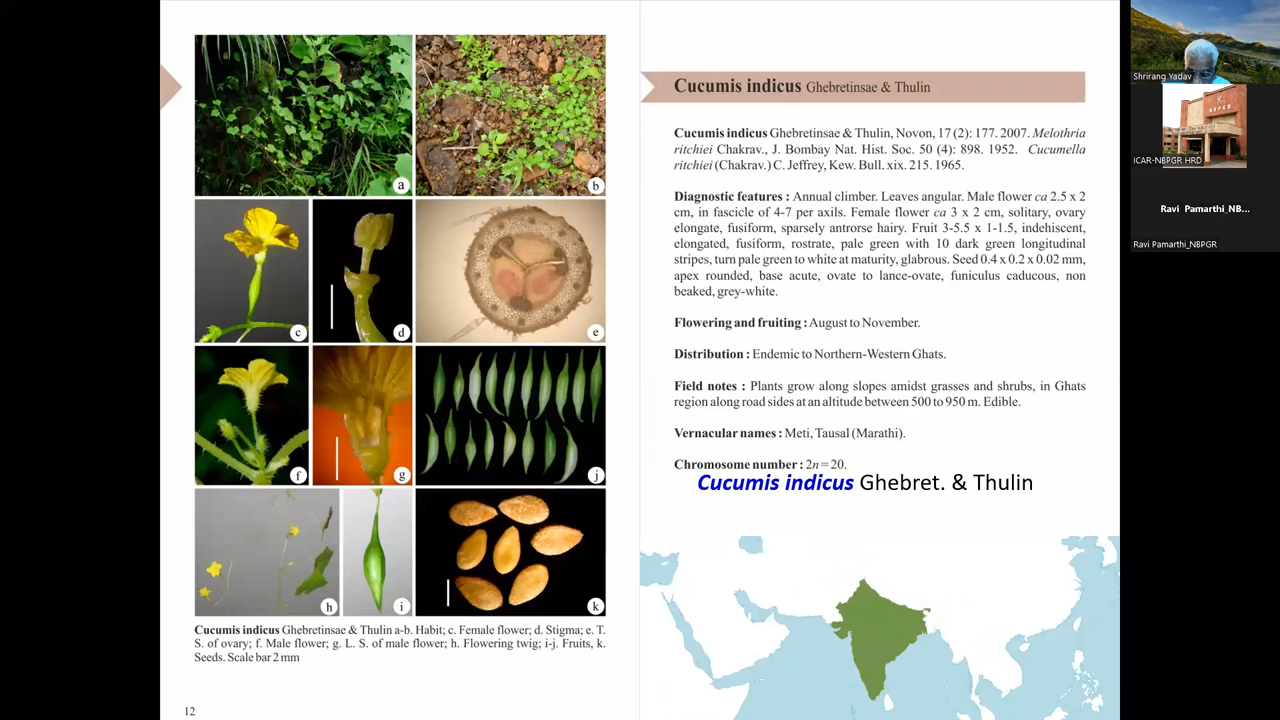 a
b
c
d
e
f
g
j
h
i
k
Cucumis indicus Ghebretinsae & Thulin a-b. Habit; c. Female flower; d. Stigma; e. T.
S. of ovary; f. Male flower; g. L. S. of male flower; h. Flowering twig; i-j. Fruits, k.
Seeds. Scale bar 2 mm
12
Cucumis indicus Ghebretinsae & Thulin
Cucumis indicus Ghebretinsae & Thulin, Novon, 17 (2): 177. 2007. Melothria
ritchiei Chakrav., J. Bombay Nat. Hist. Soc. 50 (4): 898. 1952. Cucumella
ritchiei (Chakrav.) C. Jeffrey, Kew. Bull. xix. 215. 1965.
Diagnostic features : Annual climber. Leaves angular. Male flower ca 2.5 x 2
cm, in fascicle of 4-7 per axils. Female flower ca 3 x 2 cm, solitary, ovary
elongate, fusiform, sparsely antrorse hairy. Fruit 3-5.5 x 1-1.5, indehiscent,
elongated, fusiform, rostrate, pale green with 10 dark green longitudinal
stripes, turn pale green to white at maturity, glabrous. Seed 0.4 x 0.2 x 0.02 mm,
apex rounded, base acute, ovate to lance-ovate, funiculus caducous, non
beaked, grey-white.
Flowering and fruiting : August to November.
Distribution : Endemic to Northern-Western Ghats.
Field notes : Plants grow along slopes amidst grasses and shrubs, in Ghats
region along road sides at an altitude between 500 to 950 m. Edible.
Vernacular names : Meti, Tausal (Marathi).
Chromosome number : 2n = 20.
Cucumis indicus Ghebret. & Thulin
Shrirang Yadav
NBPGR
ICAR-NBPGR HRD
Ravi Pamarthi_NB...
Ravi Pamarthi_NBPGR